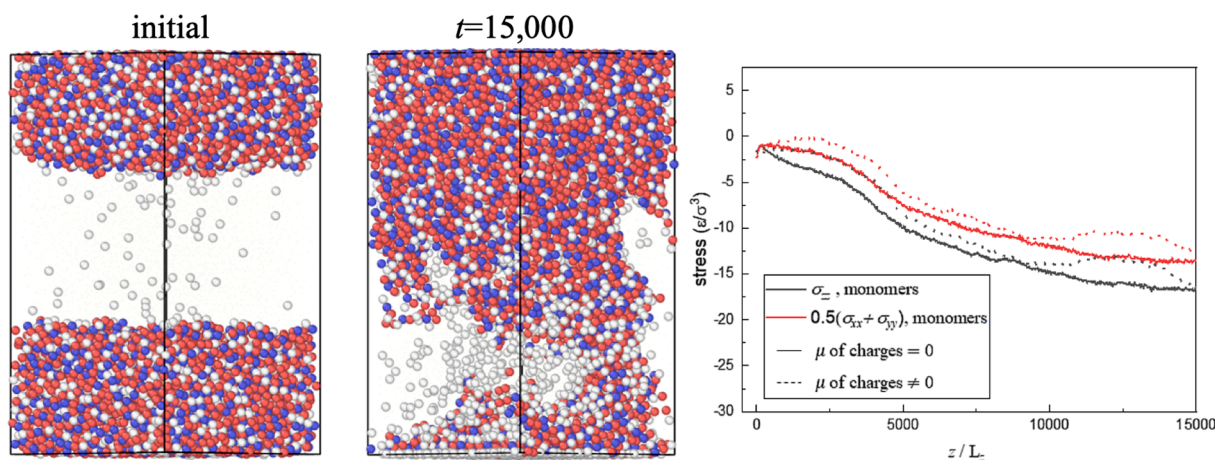 initial
t=15,000
5
0
-5
-10
-15
-20
-25
-30
stress (ε/σ³)
σzz , monomers
0.5(σxx+ σyy), monomers
μ of charges = 0
μ of charges ≠ 0
0
5000
10000
15000
z / Lz